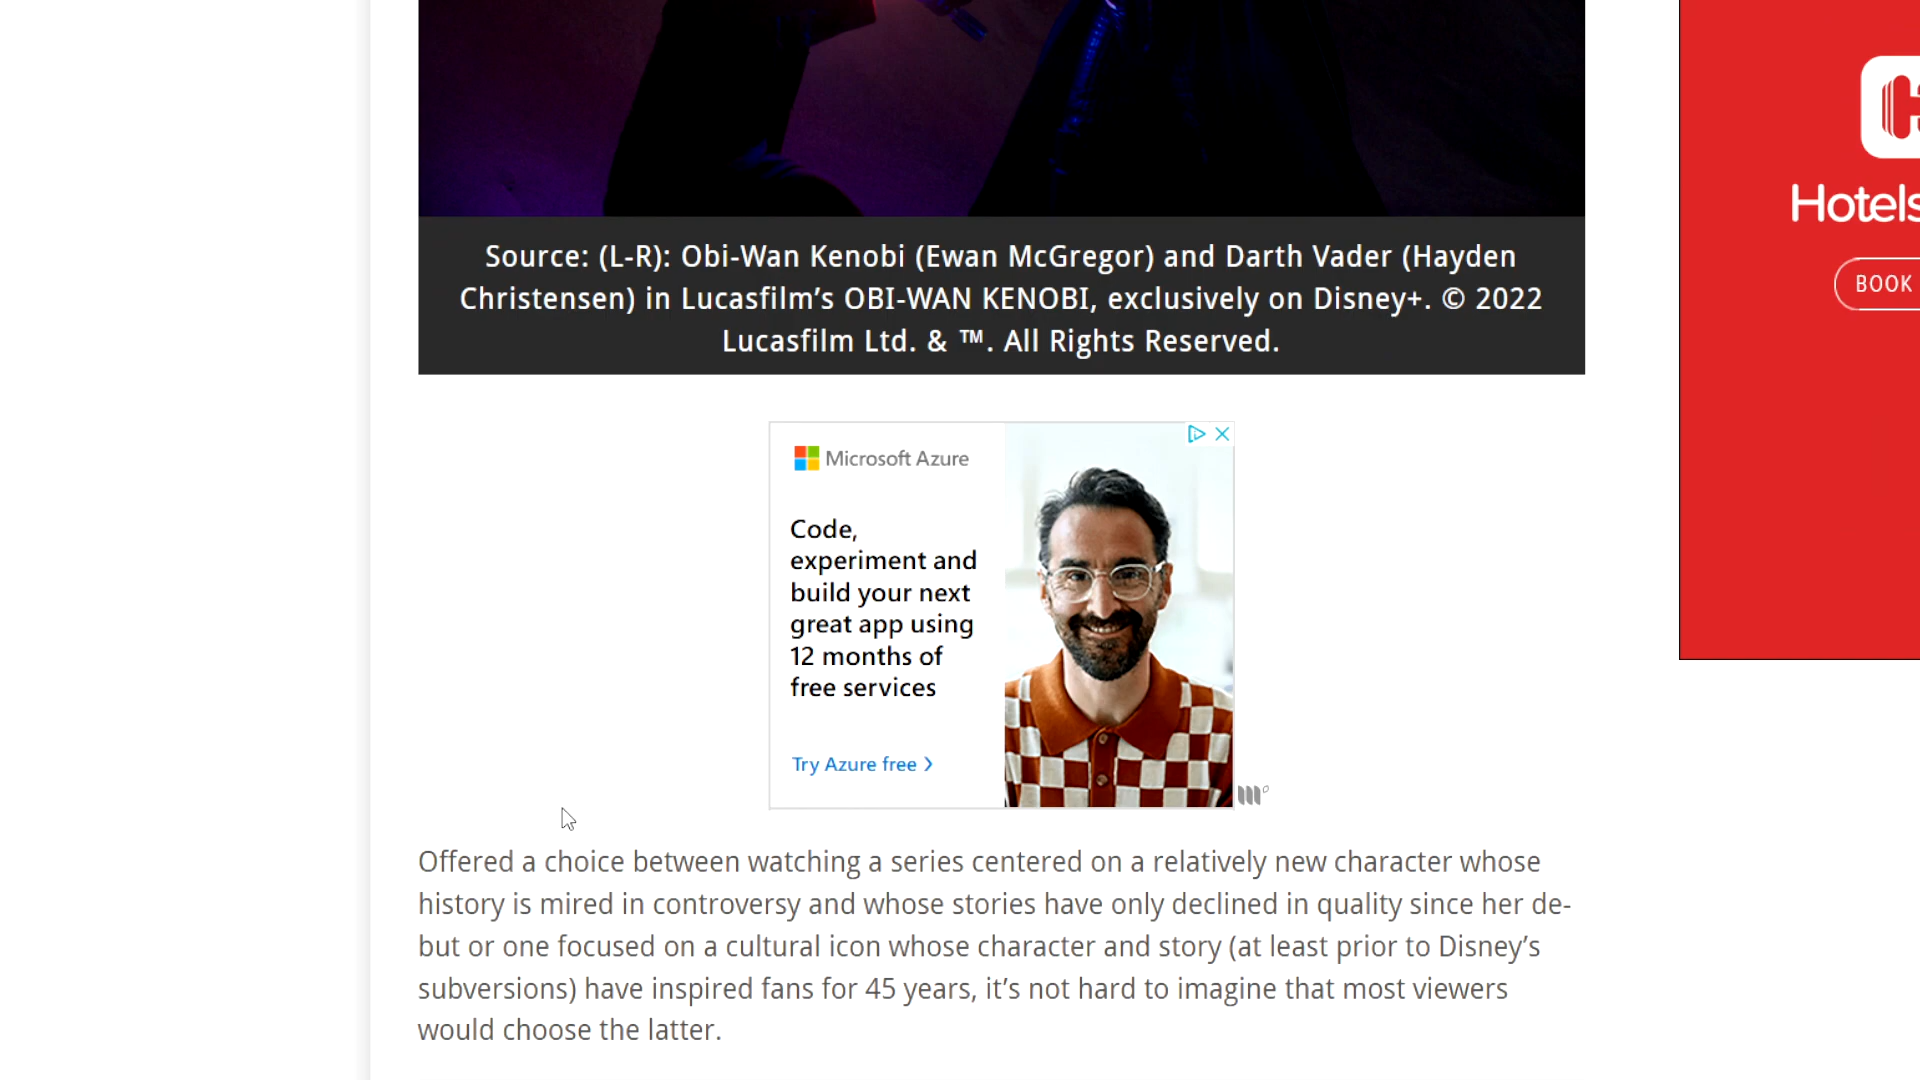 Source: (L-R): Obi-Wan Kenobi (Ewan McGregor) and Darth Vader (Hayden
Christensen) in Lucasfilm’s OBI-WAN KENOBI, exclusively on Disney+. © 2022
Lucasfilm Ltd. & ™. All Rights Reserved.
Hotels
BOOK
Microsoft Azure
Code,
experiment and
build your next
great app using
12 months of
free services
Try Azure free >
Offered a choice between watching a series centered on a relatively new character whose
history is mired in controversy and whose stories have only declined in quality since her de-
but or one focused on a cultural icon whose character and story (at least prior to Disney’s
subversions) have inspired fans for 45 years, it’s not hard to imagine that most viewers
would choose the latter.